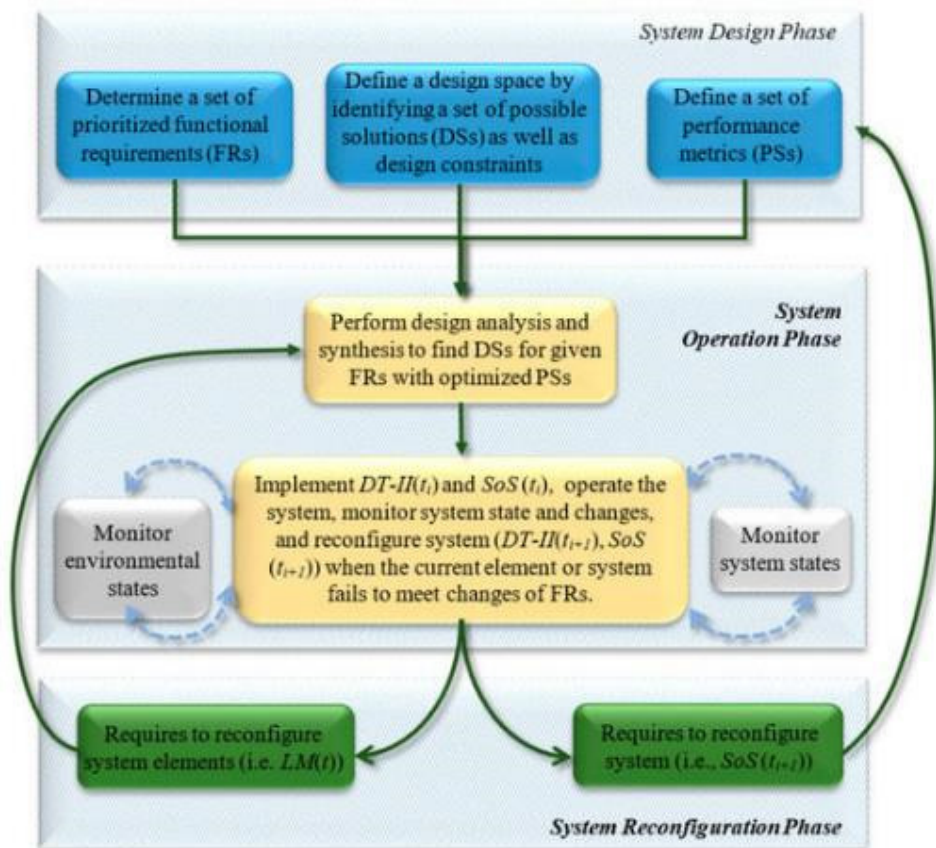 System Design Phase
Determine a set of
prioritized functional
requirements (FRs)
Define a design space by
identifying a set of possible
solutions (DSs) as well as
design constraints
Define a set of
performance
metrics (PSs)
System
Operation Phase
Perform design analysis and
synthesis to find DSs for given
FRs with optimized PSs
Monitor
environmental
states
Implement DT-II(ti) and SoS(ti), operate the
system, monitor system state and changes,
and reconfigure system (DT-II(ti+1), SoS
(ti+1)) when the current element or system
fails to meet changes of FRs.
Monitor
system states
Requires to reconfigure
system elements (i.e. LM(t))
Requires to reconfigure
system (i.e., SoS(ti+1))
System Reconfiguration Phase